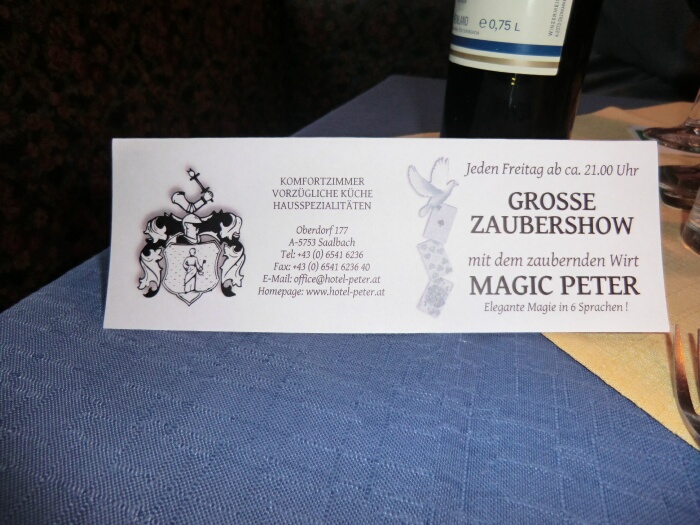 ℮ 0,75 L
KOMFORTZIMMER
VORZÜGLICHE KÜCHE
HAUSSPEZIALITÄTEN
Oberdorf 177
A-5753 Saalbach
Tel: +43 (0) 6541 6236
Fax: +43 (0) 6541 6236 40
E-Mail: office@hotel-peter.at
Homepage: www.hotel-peter.at
Jeden Freitag ab ca. 21.00 Uhr
GROSSE
ZAUBERSHOW
mit dem zaubernden Wirt
MAGIC PETER
Elegante Magie in 6 Sprachen !